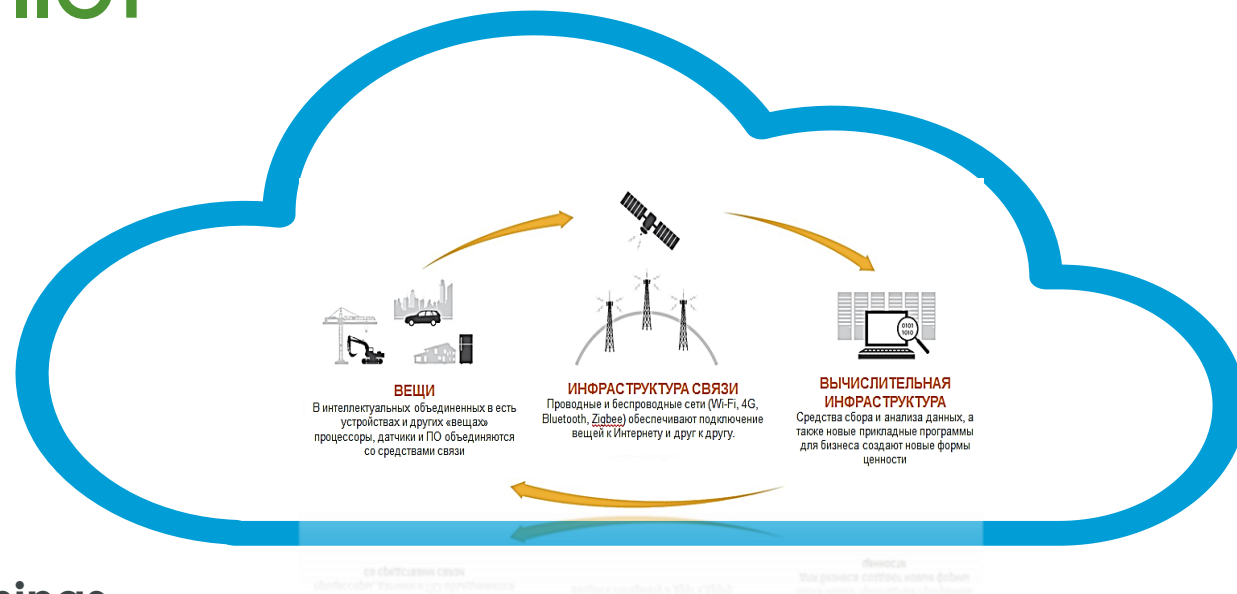 IIOT
ВЕЩИ
В интеллектуальных объединенных в есть
устройствах и других «вещах»
процессоры, датчики и ПО объединяются
со средствами связи
ИНФРАСТРУКТУРА СВЯЗИ
Проводные и беспроводные сети (Wi-Fi, 4G,
Bluetooth, Zigbee) обеспечивают подключение
вещей к Интернету и друг к другу.
0101
1010
ВЫЧИСЛИТЕЛЬНАЯ
ИНФРАСТРУКТУРА
Средства сбора и анализа данных, а
также новые прикладные программы
для бизнеса создают новые формы
ценности